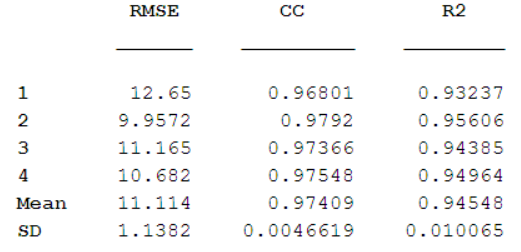 RMSE CC R2
1 12.65 0.96801 0.93237
2 9.9572 0.9792 0.95606
3 11.165 0.97366 0.94385
4 10.682 0.97548 0.94964
Mean 11.114 0.97409 0.94548
SD 1.1382 0.0046619 0.010065